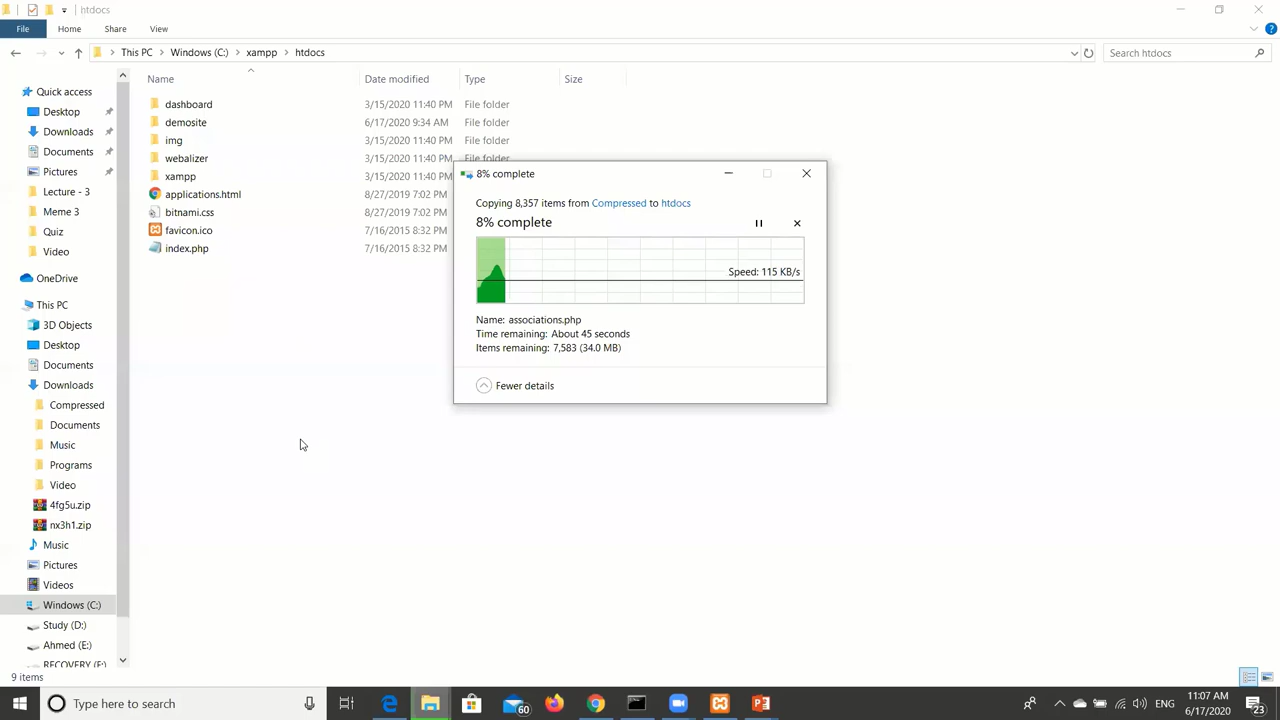 htdocs
File Home Share View
This PC Windows (C:) xampp htdocs Search htdocs
Name Date modified Type Size
dashboard 3/15/2020 11:40 PM File folder
demosite 6/17/2020 9:34 AM File folder
img 3/15/2020 11:40 PM File folder
webalizer 3/15/2020 11:40 PM File folder
xampp 3/15/2020 11:40 PM
applications.html 8/27/2019 7:02 PM
bitnami.css 8/27/2019 7:02 PM
favicon.ico 7/16/2015 8:32 PM
index.php 7/16/2015 8:32 PM
Quick access
Desktop
Downloads
Documents
Pictures
Lecture - 3
Meme 3
Quiz
Video
OneDrive
This PC
3D Objects
Desktop
Documents
Downloads
Compressed
Documents
Music
Programs
Video
4fg5u.zip
nx3h1.zip
Music
Pictures
Videos
Windows (C:)
Study (D:)
Ahmed (E:)
RECOVERY (F:)
9 items
8% complete
Copying 8,357 items from Compressed to htdocs
8% complete
Speed: 115 KB/s
Name: associations.php
Time remaining: About 45 seconds
Items remaining: 7,583 (34.0 MB)
Fewer details
Type here to search
60
ENG
11:07 AM
6/17/2020
23